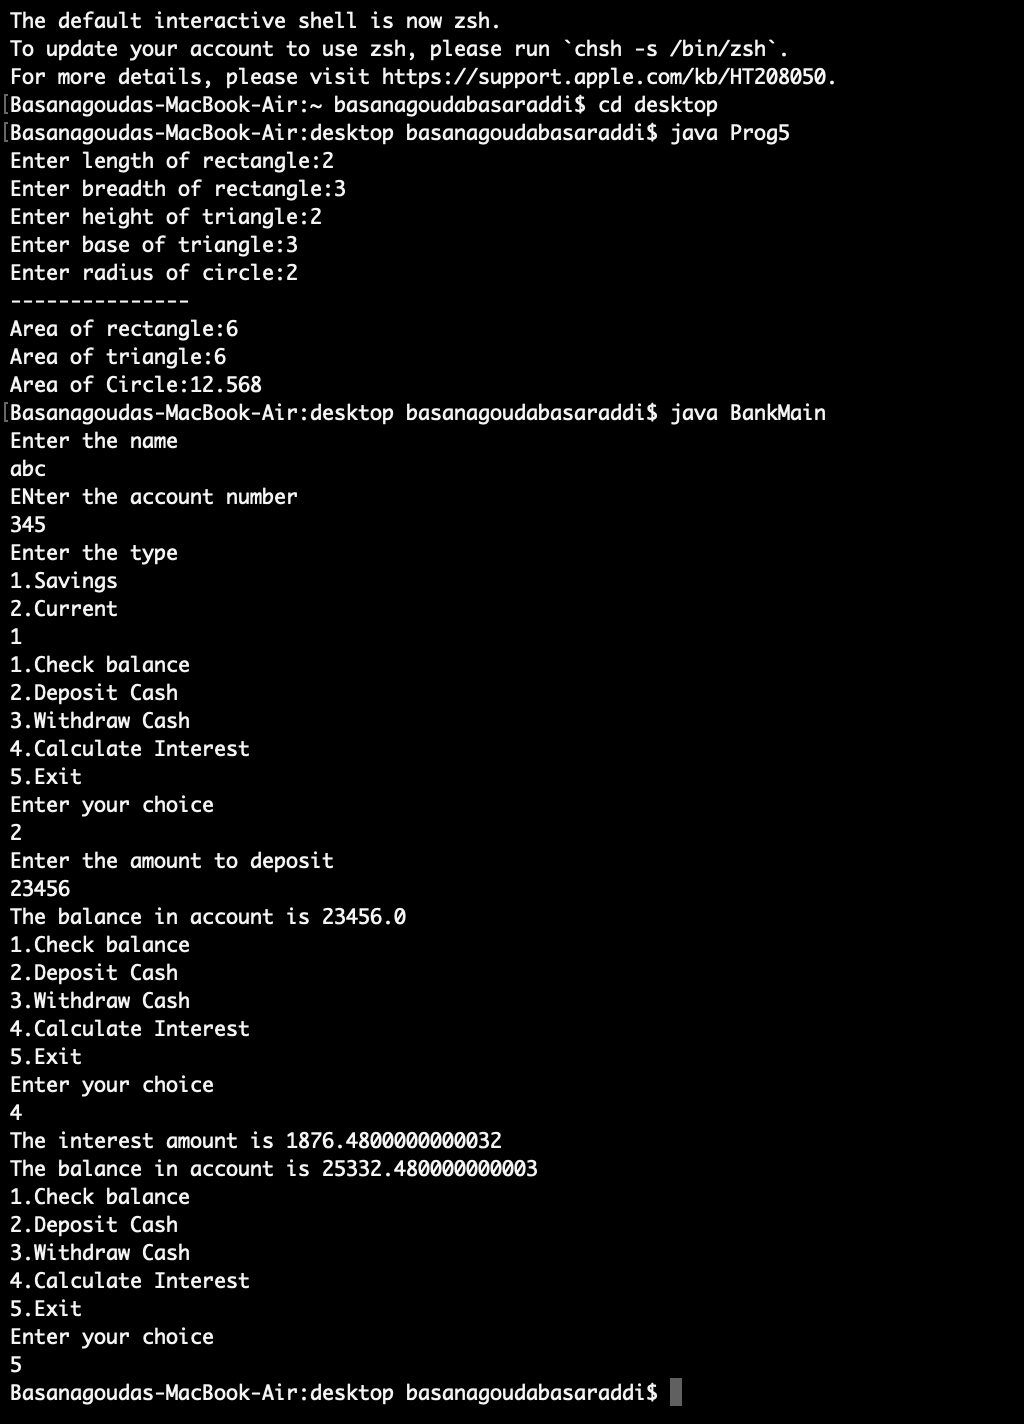 The default interactive shell is now zsh.
To update your account to use zsh, please run `chsh -s /bin/zsh`.
For more details, please visit https://support.apple.com/kb/HT208050.
[Basanagoudas-MacBook-Air:~ basanagoudabasaraddi$ cd desktop
[Basanagoudas-MacBook-Air:desktop basanagoudabasaraddi$ java Prog5
Enter length of rectangle:2
Enter breadth of rectangle:3
Enter height of triangle:2
Enter base of triangle:3
Enter radius of circle:2
---------------
Area of rectangle:6
Area of triangle:6
Area of Circle:12.568
[Basanagoudas-MacBook-Air:desktop basanagoudabasaraddi$ java BankMain
Enter the name
abc
ENter the account number
345
Enter the type
1.Savings
2.Current
1
1.Check balance
2.Deposit Cash
3.Withdraw Cash
4.Calculate Interest
5.Exit
Enter your choice
2
Enter the amount to deposit
23456
The balance in account is 23456.0
1.Check balance
2.Deposit Cash
3.Withdraw Cash
4.Calculate Interest
5.Exit
Enter your choice
4
The interest amount is 1876.4800000000032
The balance in account is 25332.480000000003
1.Check balance
2.Deposit Cash
3.Withdraw Cash
4.Calculate Interest
5.Exit
Enter your choice
5
Basanagoudas-MacBook-Air:desktop basanagoudabasaraddi$